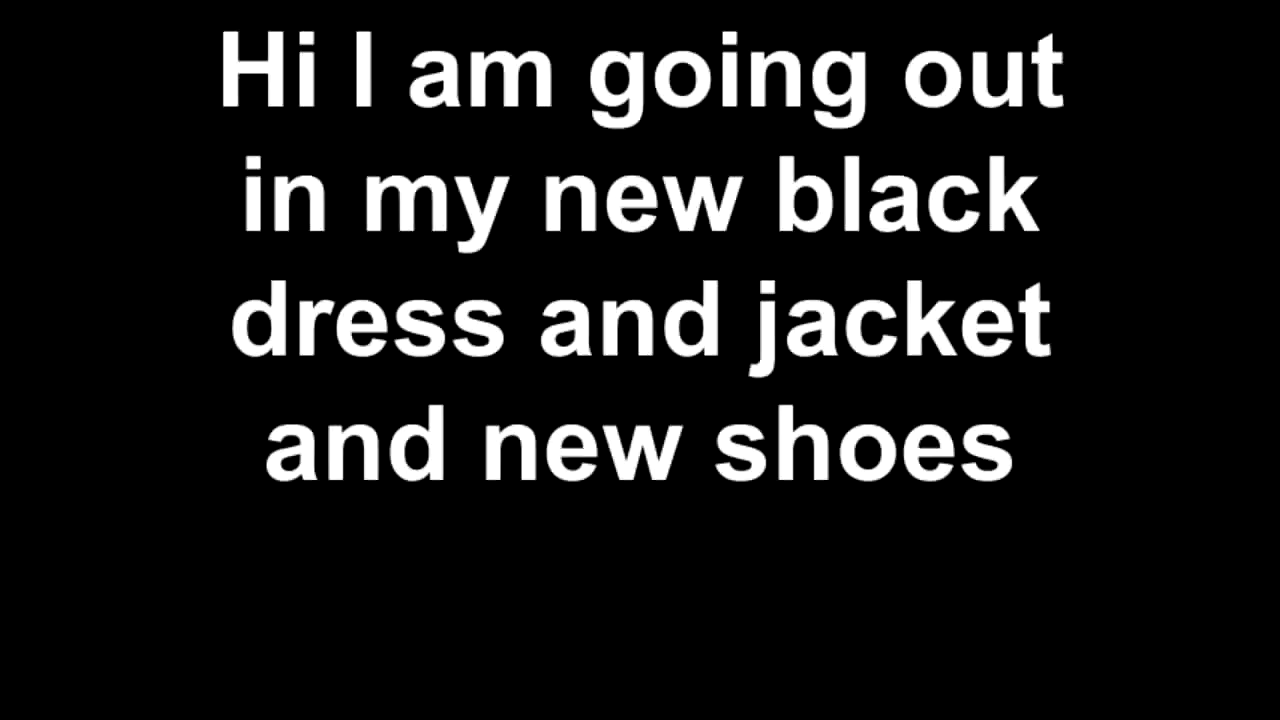 Hi I am going out
in my new black
dress and jacket
and new shoes